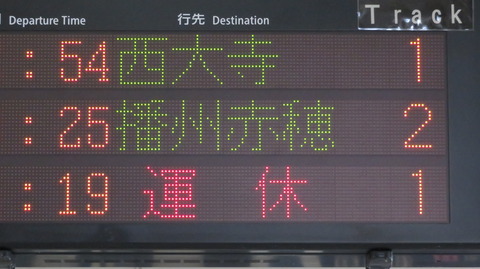 Departure Time 行先 Destination Track
: 54 西大寺 1
: 25 播州赤穂 2
: 19 運休 1